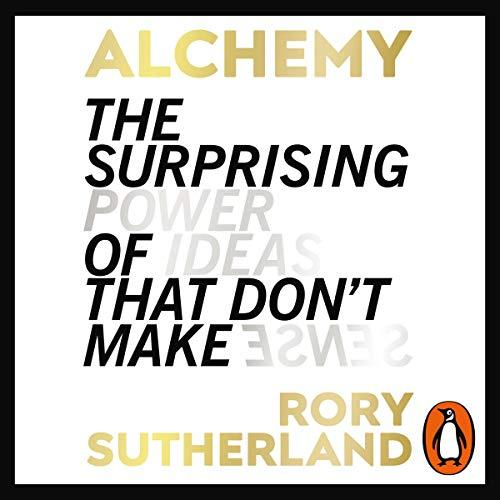 ALCHEMY
THE
SURPRISING
POWER
OF IDEAS
THAT DON'T
MAKE SENSE
RORY
SUTHERLAND